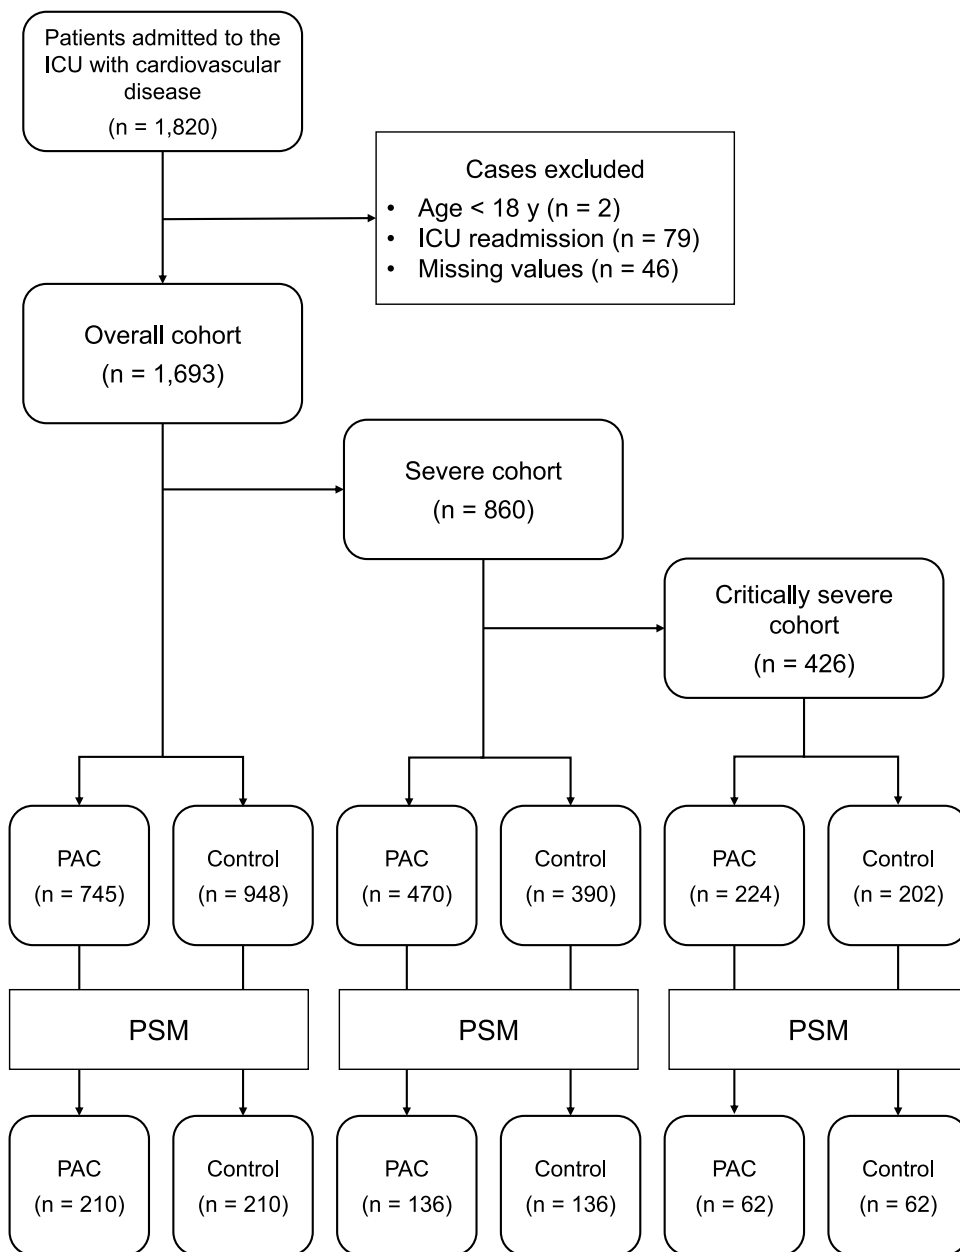 Patients admitted to the
ICU with cardiovascular
disease
(n = 1,820)
Cases excluded
• Age < 18 y (n = 2)
• ICU readmission (n = 79)
• Missing values (n = 46)
Overall cohort
(n = 1,693)
Severe cohort
(n = 860)
Critically severe
cohort
(n = 426)
PAC
(n = 745)
Control
(n = 948)
PAC
(n = 470)
Control
(n = 390)
PAC
(n = 224)
Control
(n = 202)
PSM
PSM
PSM
PAC
(n = 210)
Control
(n = 210)
PAC
(n = 136)
Control
(n = 136)
PAC
(n = 62)
Control
(n = 62)